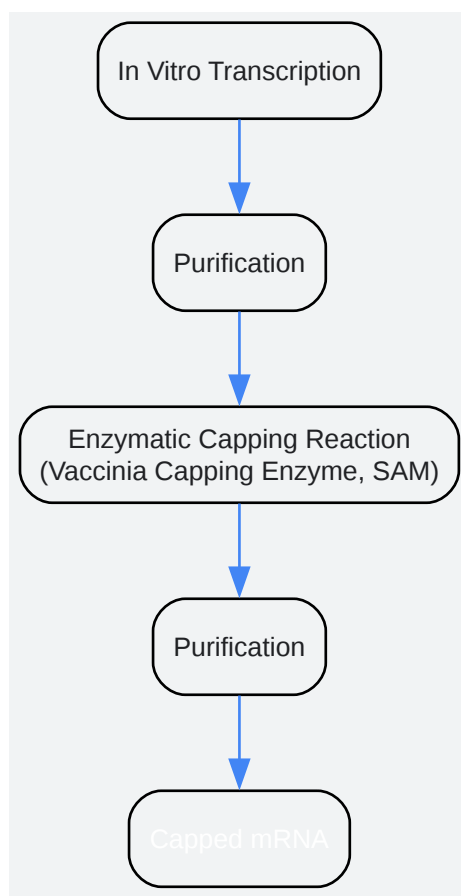 In Vitro Transcription
Purification
Enzymatic Capping Reaction
(Vaccinia Capping Enzyme, SAM)
Purification
Capped mRNA